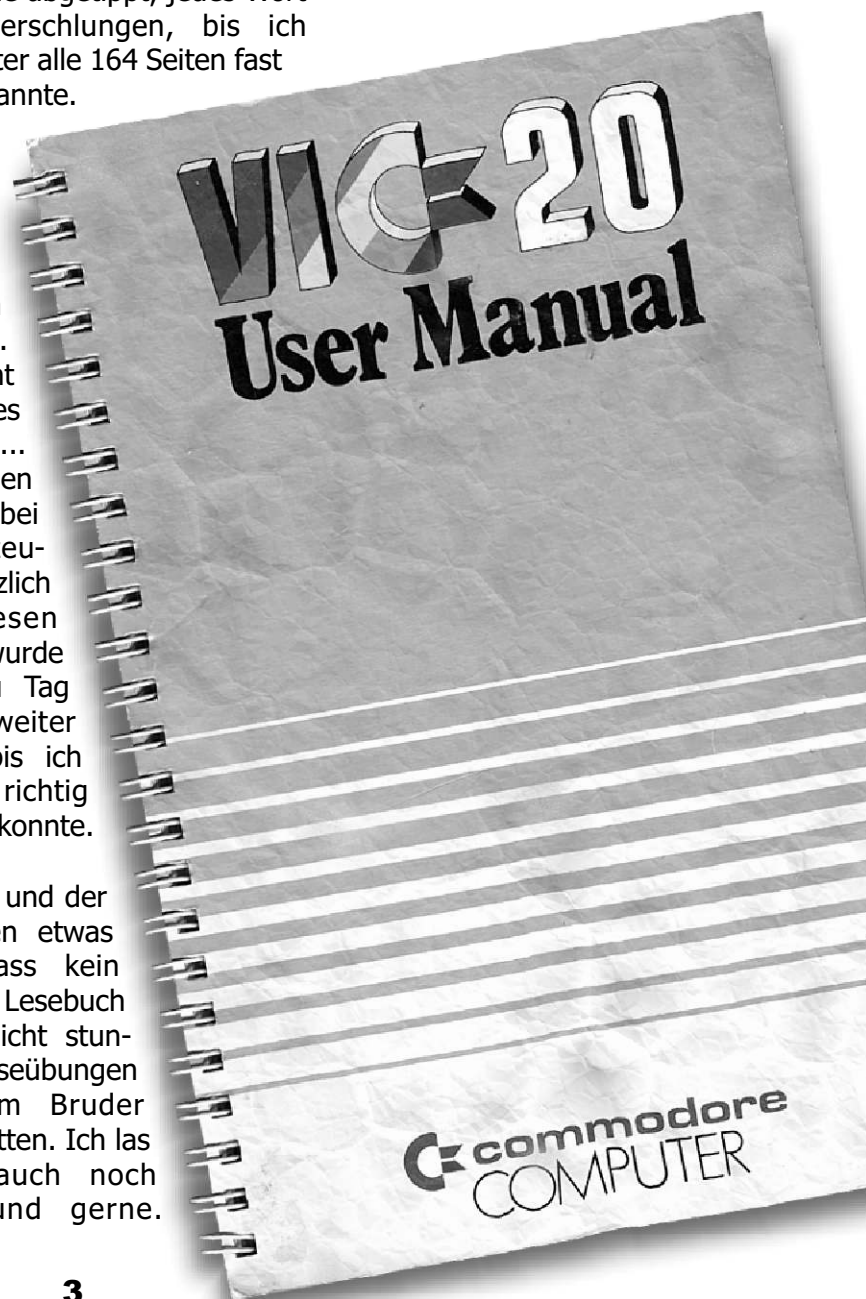 abgetippt, jedes Wort
erschlungen, bis ich
ter alle 164 Seiten fast
annte.
nt
es
...
en
bei
eu-
zlich
esen
wurde
Tag
weiter
bis ich
richtig
konnte.
und der
en etwas
ass kein
Lesebuch
icht stun-
seübungen
m Bruder
tten. Ich las
auch noch
und gerne.
VIC-20
User Manual
commodore
COMPUTER
3